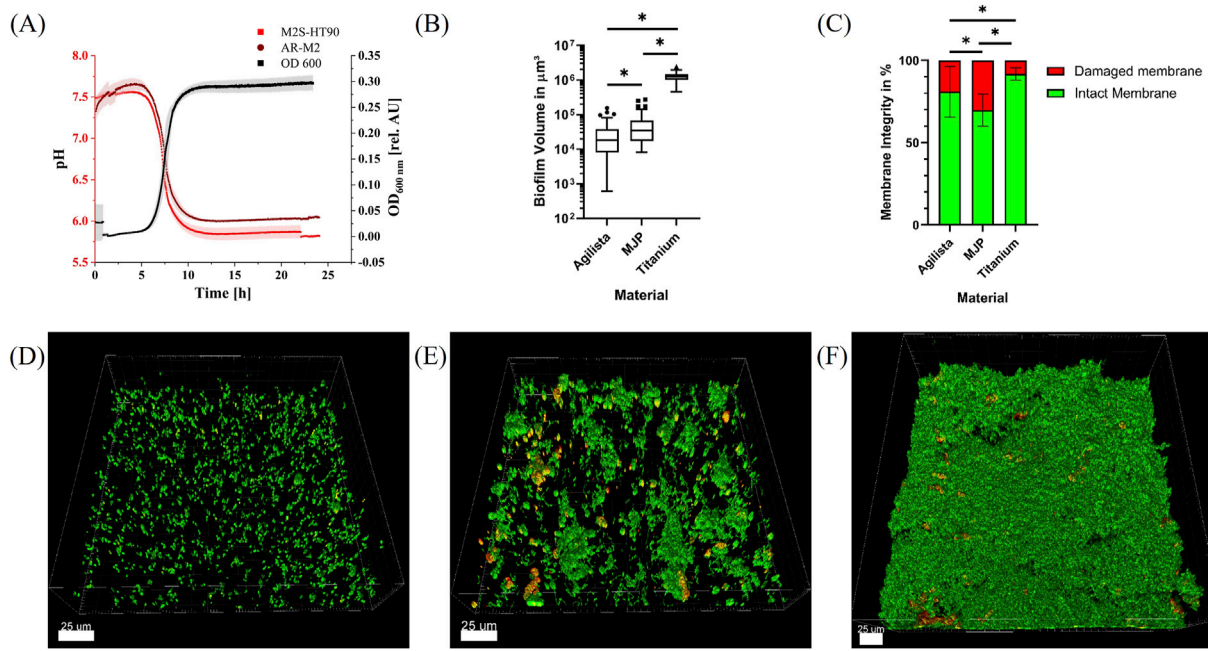 (A)
M2S-HT90
AR-M2
OD 600
8.0
7.5
7.0
6.5
6.0
5.5
pH
0.35
0.30
0.25
0.20
0.15
0.10
0.05
0.00
-0.05
OD600 nm [rel. AU]
0 5 10 15 20 25
Time [h]
(B)
*
*
*
Biofilm Volume in µm³
10⁷
10⁶
10⁵
10⁴
10³
10²
Agilista
MJP
Titanium
Material
(C)
*
*
*
Damaged membrane
Intact Membrane
Membrane Integrity in %
100
50
0
Agilista
MJP
Titanium
Material
(D)
25 um
(E)
25 um
(F)
25 um